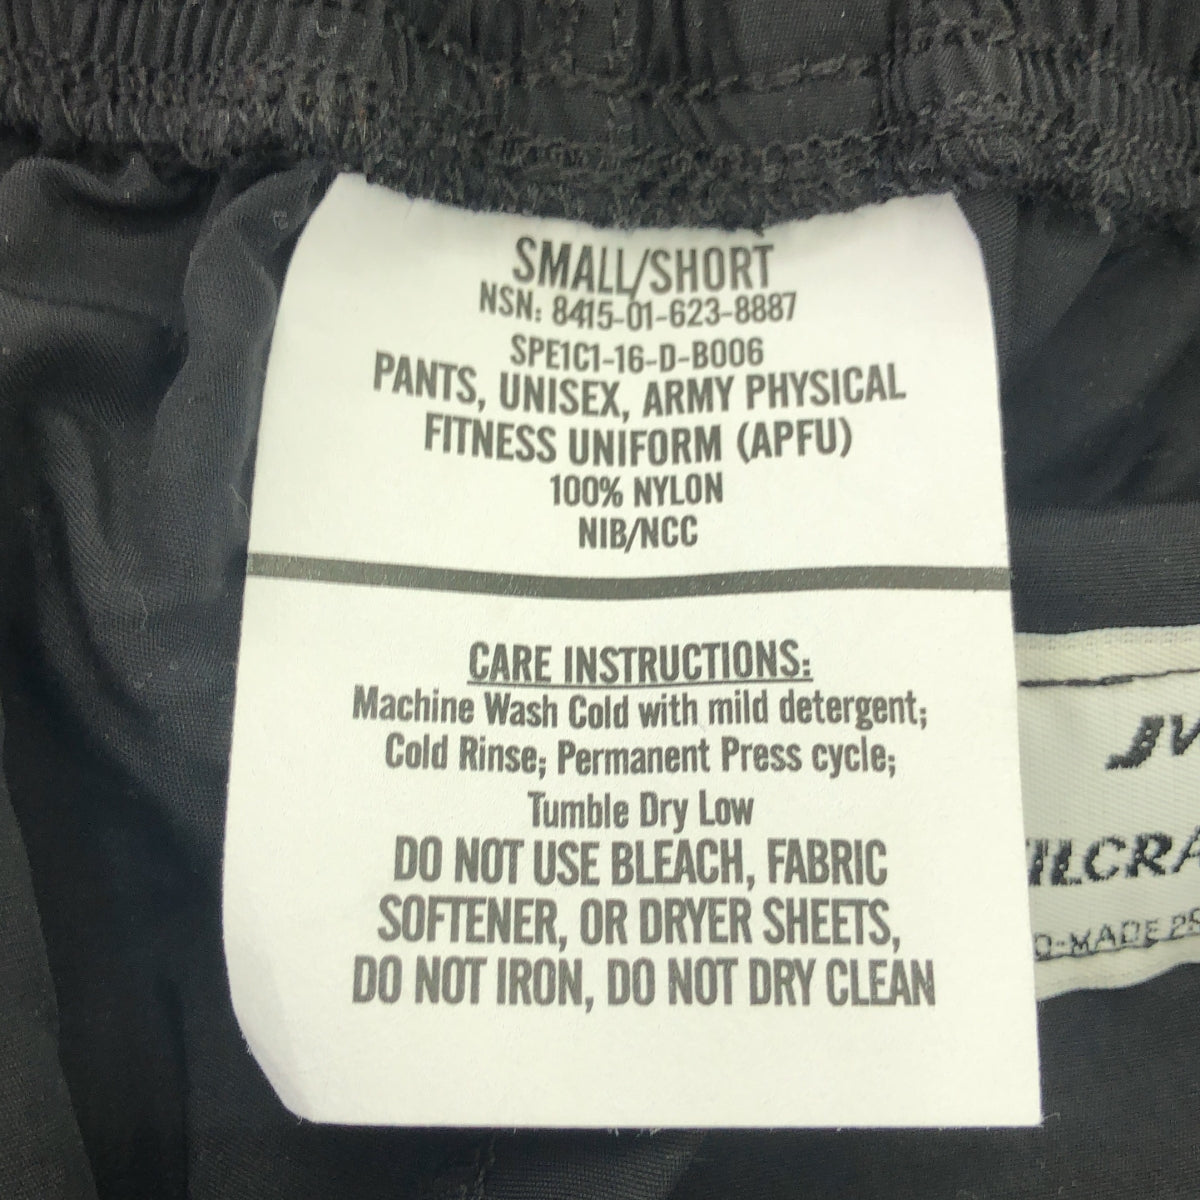 SMALL/SHORT
NSN: 8415-01-623-8887
SPE1C1-16-D-B006
PANTS, UNISEX, ARMY PHYSICAL
FITNESS UNIFORM (APFU)
100% NYLON
NIB/NCC
CARE INSTRUCTIONS:
Machine Wash Cold with mild detergent;
Cold Rinse; Permanent Press cycle;
Tumble Dry Low
DO NOT USE BLEACH, FABRIC
SOFTENER, OR DRYER SHEETS,
DO NOT IRON, DO NOT DRY CLEAN